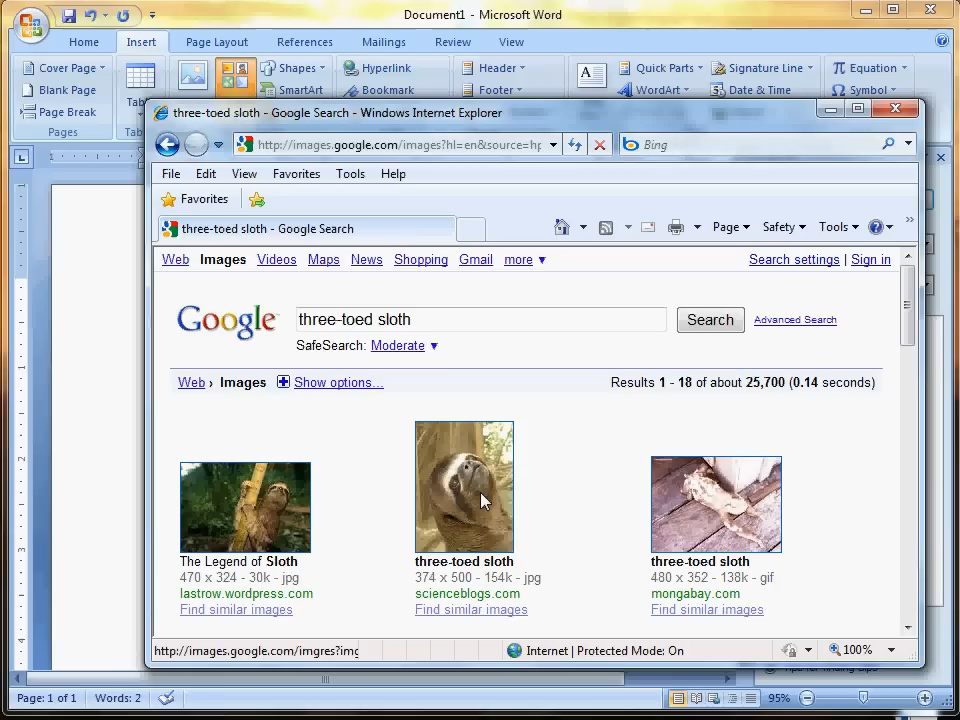 Document1 - Microsoft Word
Home Insert Page Layout References Mailings Review View
Cover Page Shapes Hyperlink Header Quick Parts Signature Line Equation
Blank Page SmartArt Bookmark Footer WordArt Date & Time Symbol
Page Break
Pages
three-toed sloth - Google Search - Windows Internet Explorer
http://images.google.com/images?hl=en&source=hp Bing
File Edit View Favorites Tools Help
Favorites
three-toed sloth - Google Search Page Safety Tools
Web Images Videos Maps News Shopping Gmail more Search settings | Sign in
Google three-toed sloth Search Advanced Search
SafeSearch: Moderate
Web › Images Show options... Results 1 - 18 of about 25,700 (0.14 seconds)
The Legend of Sloth three-toed sloth three-toed sloth
470 x 324 - 30k - jpg 374 x 500 - 154k - jpg 480 x 352 - 138k - gif
lastrow.wordpress.com scienceblogs.com mongabay.com
Find similar images Find similar images Find similar images
http://images.google.com/imgres?img Internet | Protected Mode: On 100%
Page: 1 of 1 Words: 2 95%